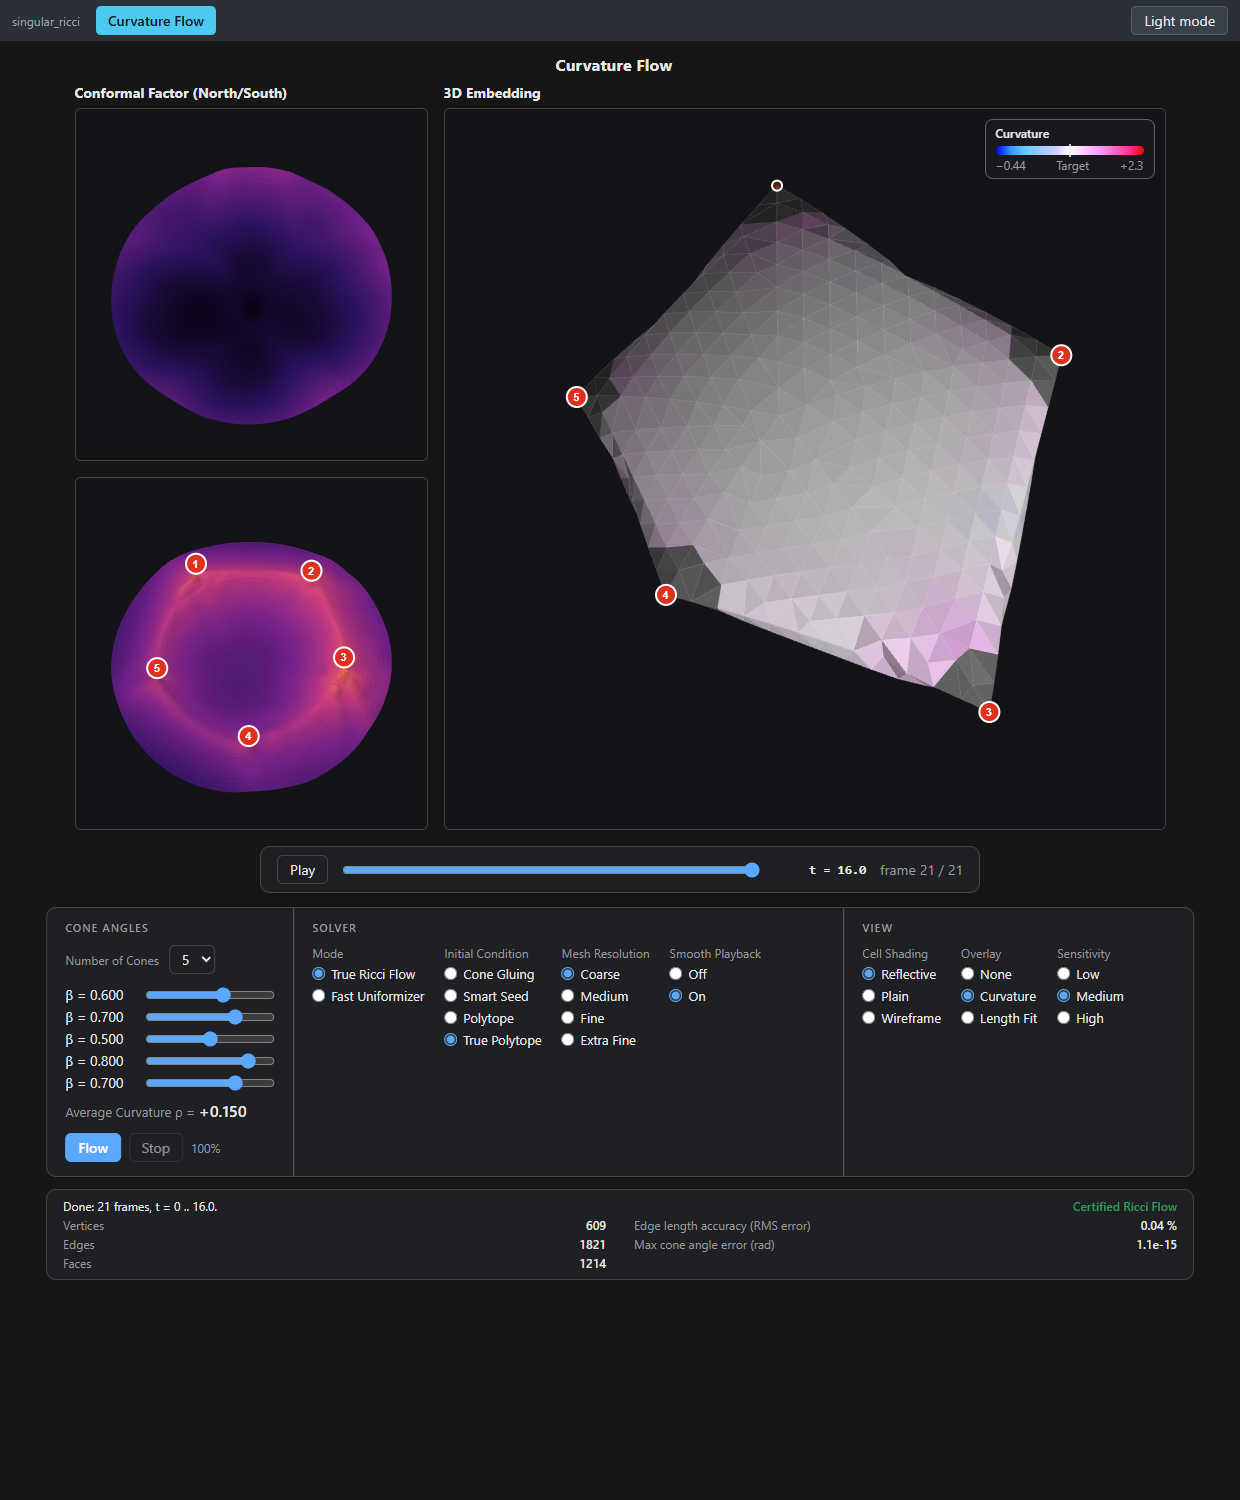 singular_ricci
Curvature Flow
Light mode
Curvature Flow
Conformal Factor (North/South)
3D Embedding
Curvature
−0.44 Target +2.3
2
5
4
3
1
2
3
5
4
Play
t = 16.0
frame 21 / 21
CONE ANGLES
Number of Cones 5
β = 0.600
β = 0.700
β = 0.500
β = 0.800
β = 0.700
Average Curvature ρ = +0.150
Flow
Stop
100%
SOLVER
Mode
True Ricci Flow
Fast Uniformizer
Initial Condition
Cone Gluing
Smart Seed
Polytope
True Polytope
Mesh Resolution
Coarse
Medium
Fine
Extra Fine
Smooth Playback
Off
On
VIEW
Cell Shading
Reflective
Plain
Wireframe
Overlay
None
Curvature
Length Fit
Sensitivity
Low
Medium
High
Done: 21 frames, t = 0 .. 16.0.
Certified Ricci Flow
Vertices 609
Edge length accuracy (RMS error) 0.04 %
Edges 1821
Max cone angle error (rad) 1.1e-15
Faces 1214